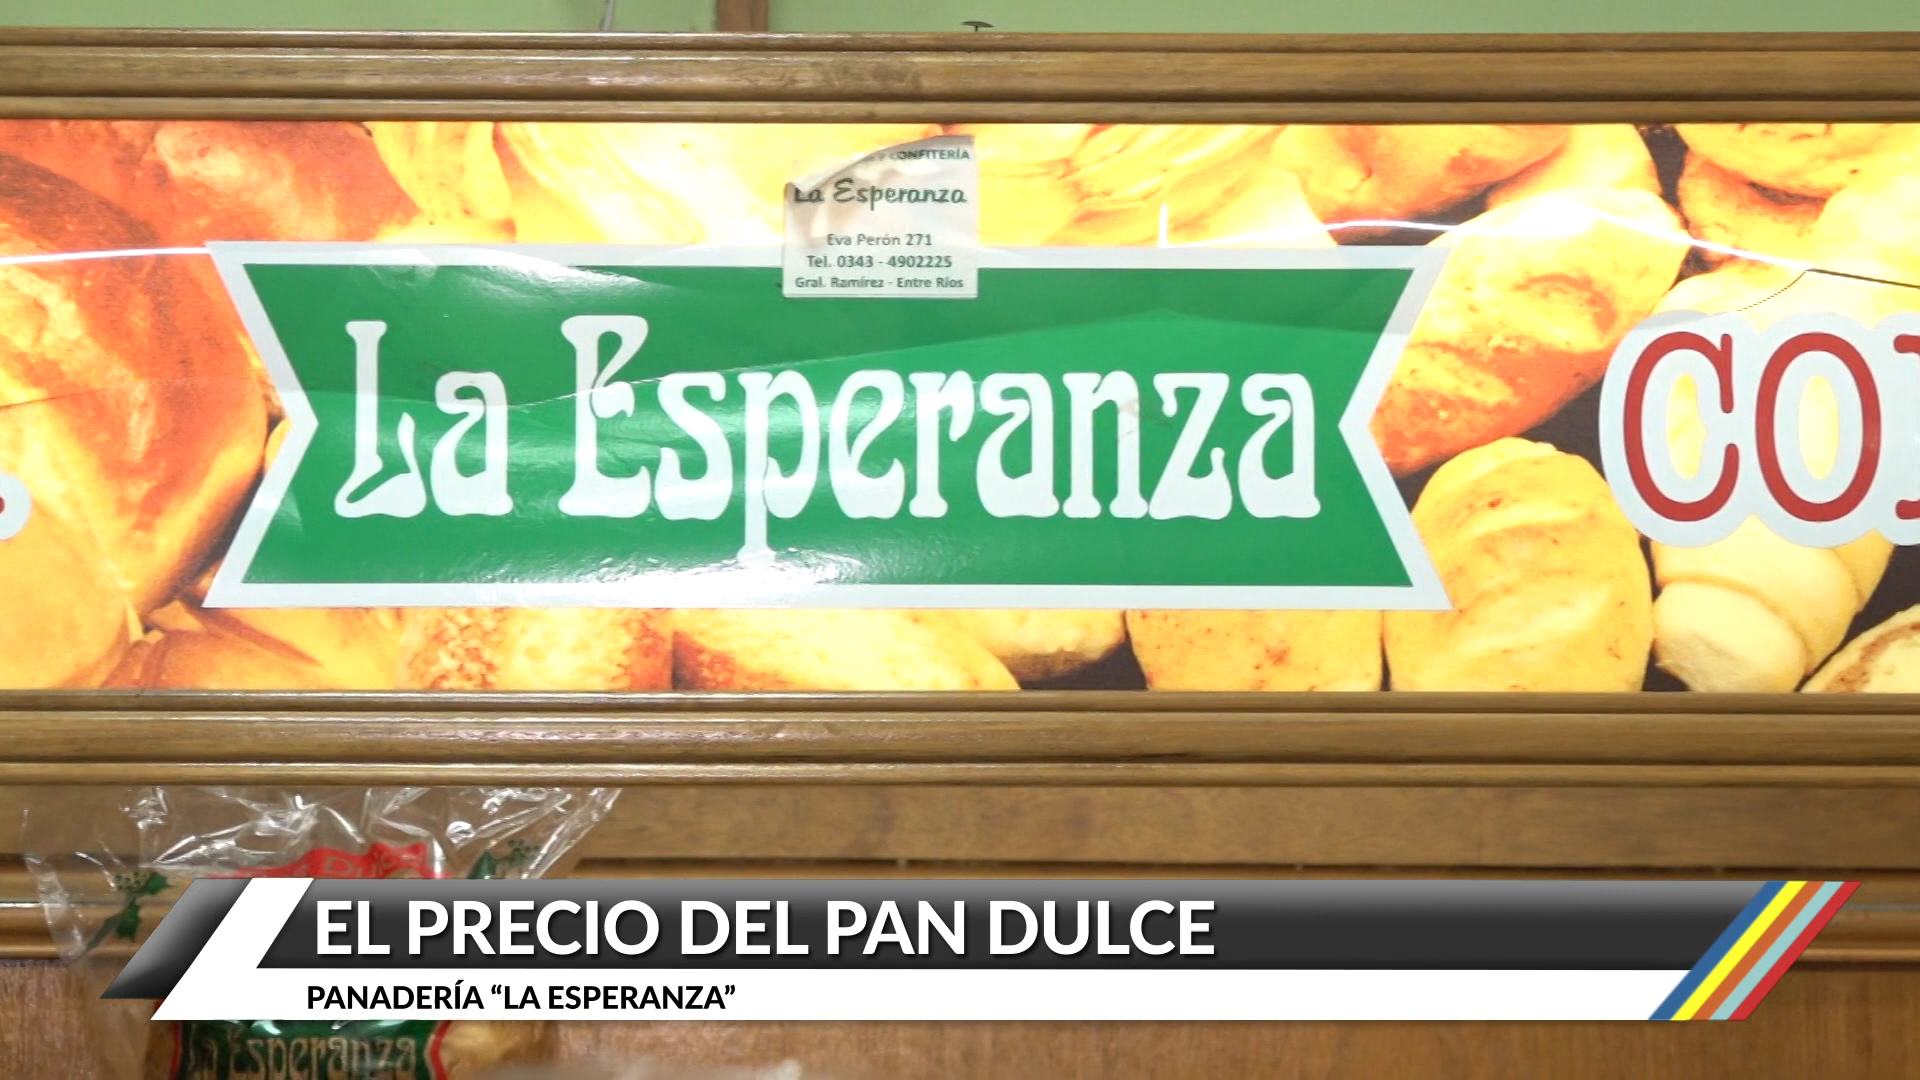 Y CONFITERÍA
La Esperanza
Eva Perón 271
Tel. 0343 - 4902225
Gral. Ramírez - Entre Ríos
La Esperanza
CO
EL PRECIO DEL PAN DULCE
PANADERÍA “LA ESPERANZA”
La Esperanza